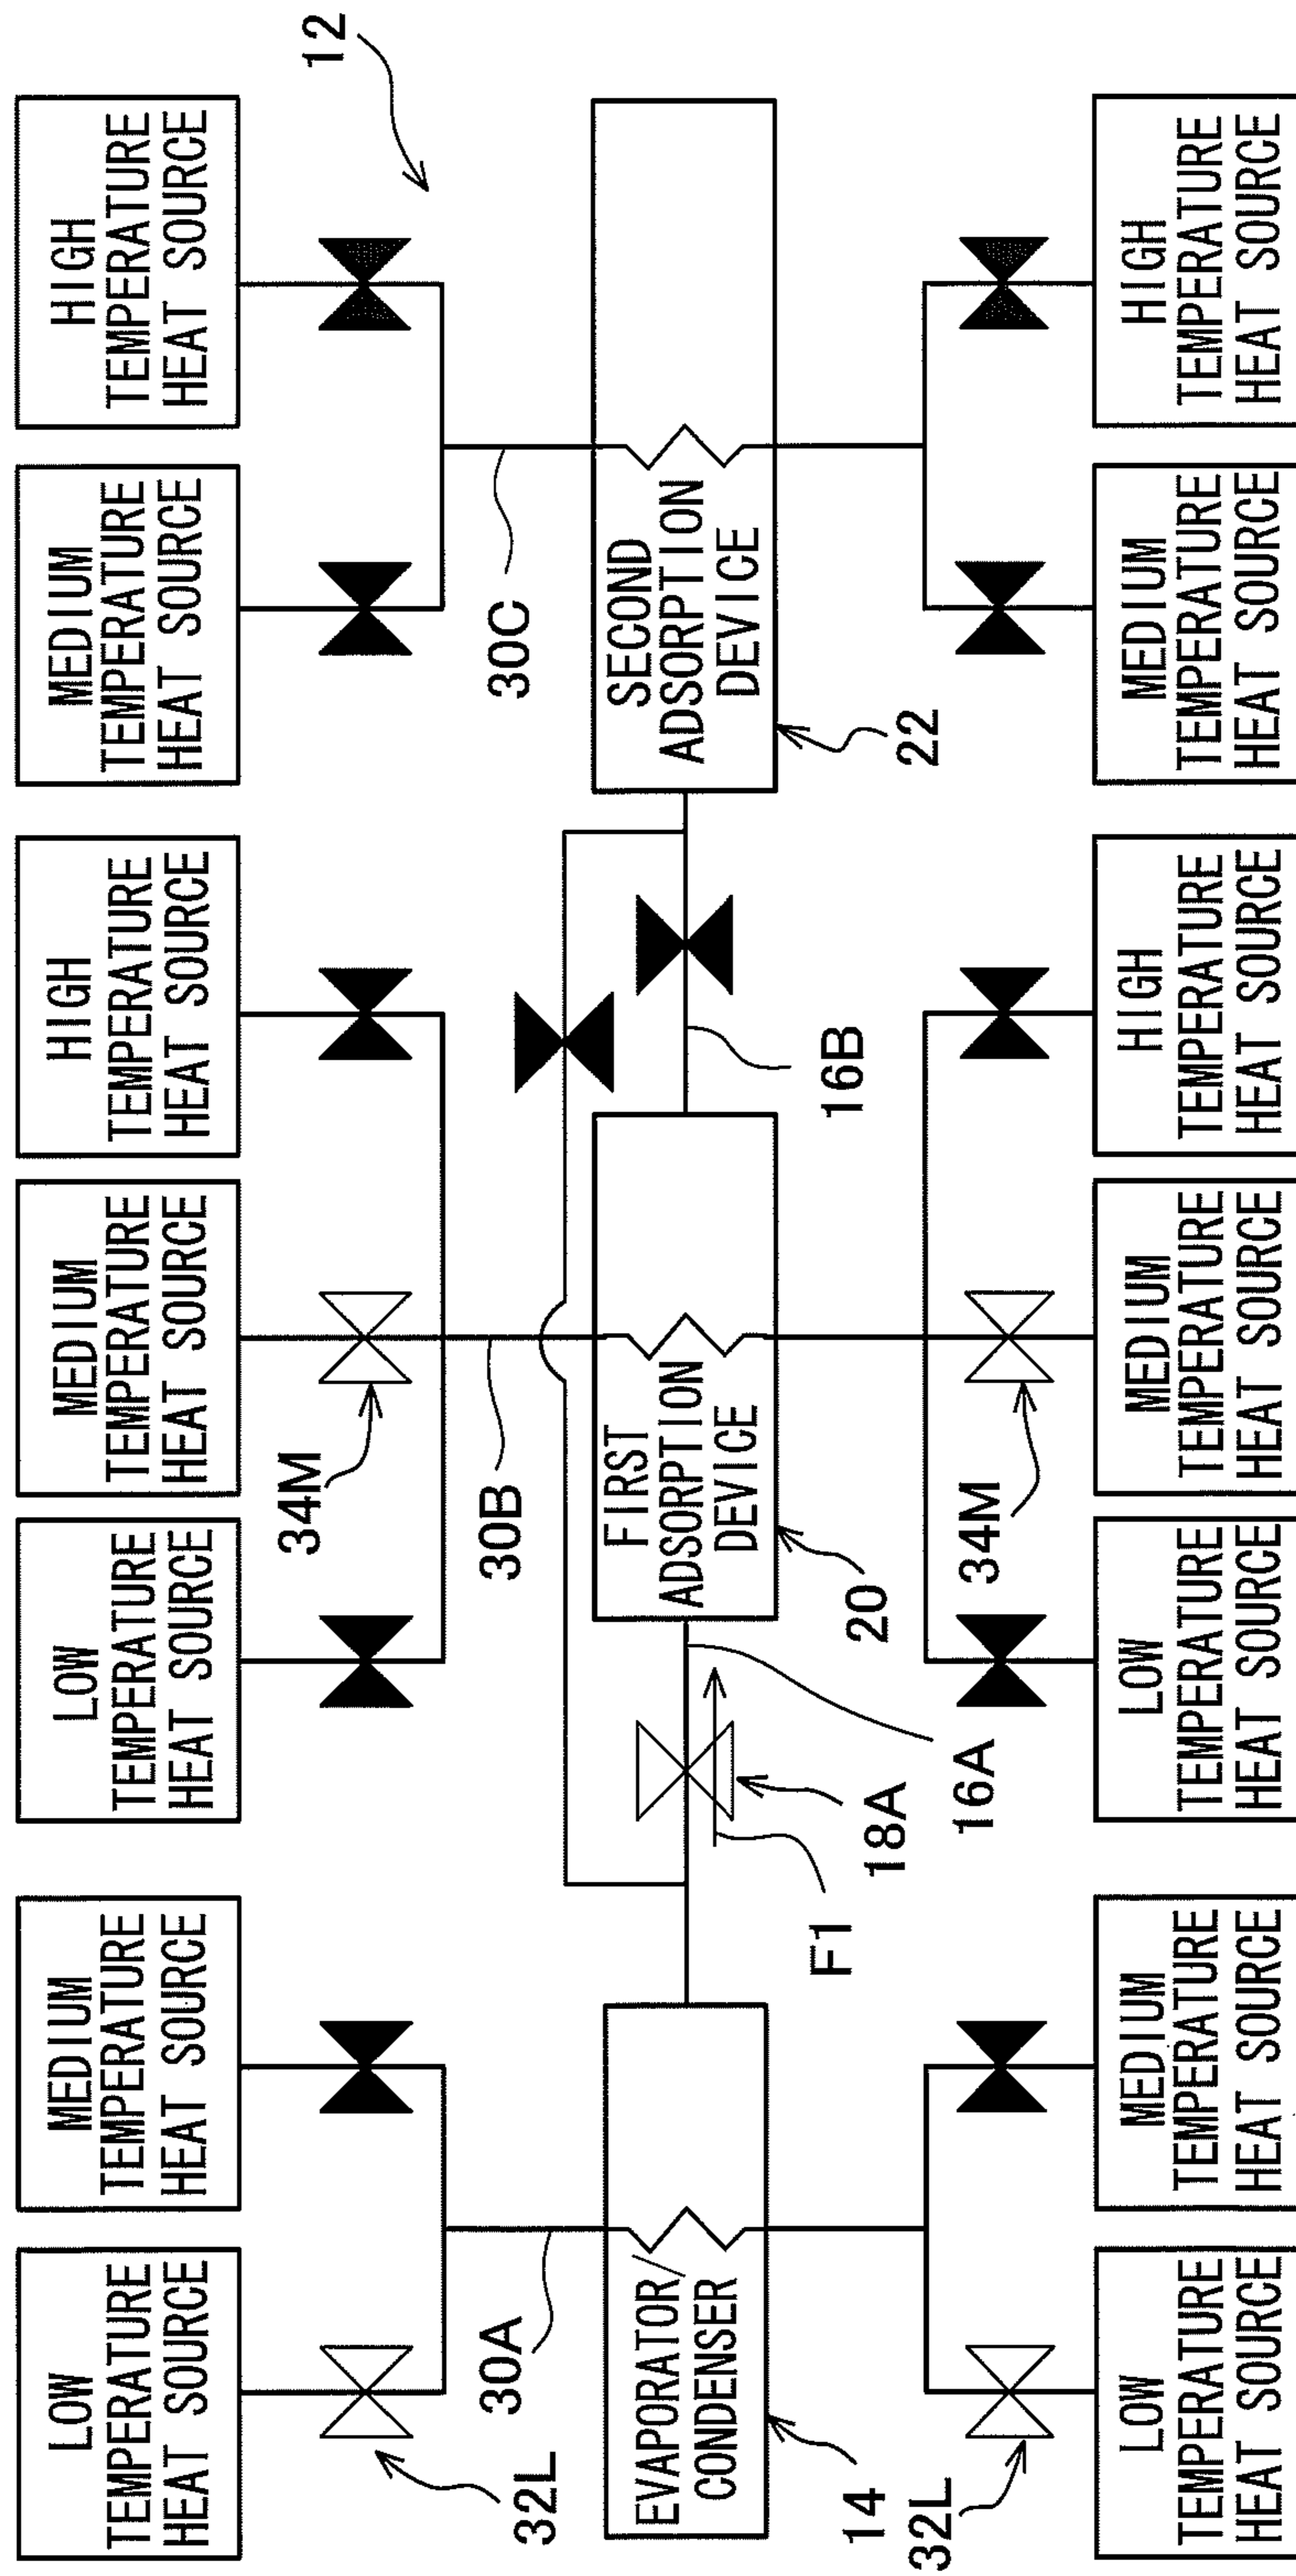 12
LOW
TEMPERATURE
HEAT SOURCE
MEDIUM
TEMPERATURE
HEAT SOURCE
LOW
TEMPERATURE
HEAT SOURCE
MEDIUM
TEMPERATURE
HEAT SOURCE
HIGH
TEMPERATURE
HEAT SOURCE
MEDIUM
TEMPERATURE
HEAT SOURCE
HIGH
TEMPERATURE
HEAT SOURCE
32L
34M
30A
30B
30C
EVAPORATOR/
CONDENSER
FIRST
ADSORPTION
DEVICE
SECOND
ADSORPTION
DEVICE
14
F1
18A
16A
20
16B
22
32L
34M
LOW
TEMPERATURE
HEAT SOURCE
MEDIUM
TEMPERATURE
HEAT SOURCE
LOW
TEMPERATURE
HEAT SOURCE
MEDIUM
TEMPERATURE
HEAT SOURCE
HIGH
TEMPERATURE
HEAT SOURCE
MEDIUM
TEMPERATURE
HEAT SOURCE
HIGH
TEMPERATURE
HEAT SOURCE